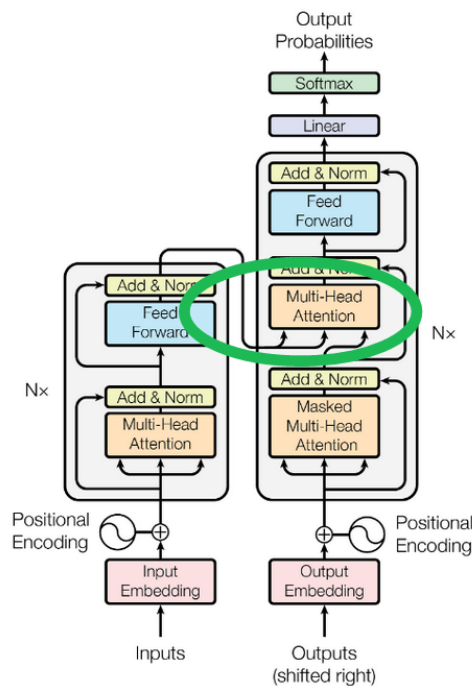 Output
Probabilities
Softmax
Linear
Add & Norm
Feed
Forward
Add & Norm
Multi-Head
Attention
Add & Norm
Feed
Forward
Nx
Nx
Add & Norm
Masked
Multi-Head
Attention
Add & Norm
Multi-Head
Attention
Positional
Encoding
Positional
Encoding
Input
Embedding
Output
Embedding
Inputs
Outputs
(shifted right)